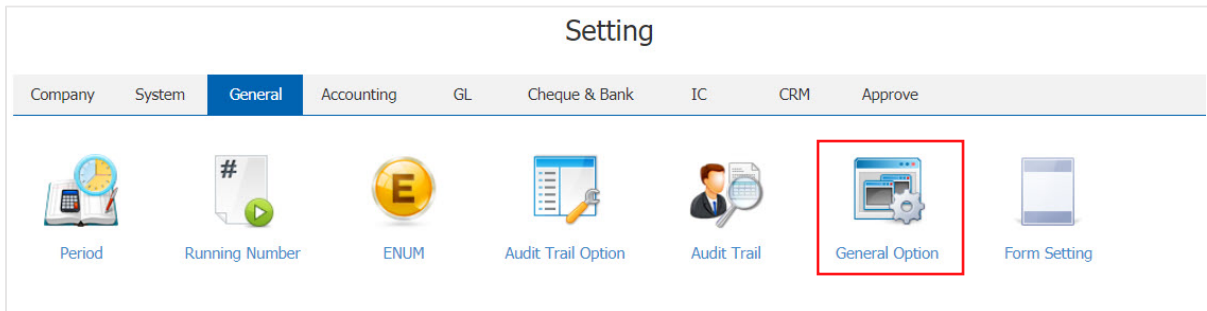 Setting
Company System General Accounting GL Cheque & Bank IC CRM Approve
#
E
Period Running Number ENUM Audit Trail Option Audit Trail General Option Form Setting